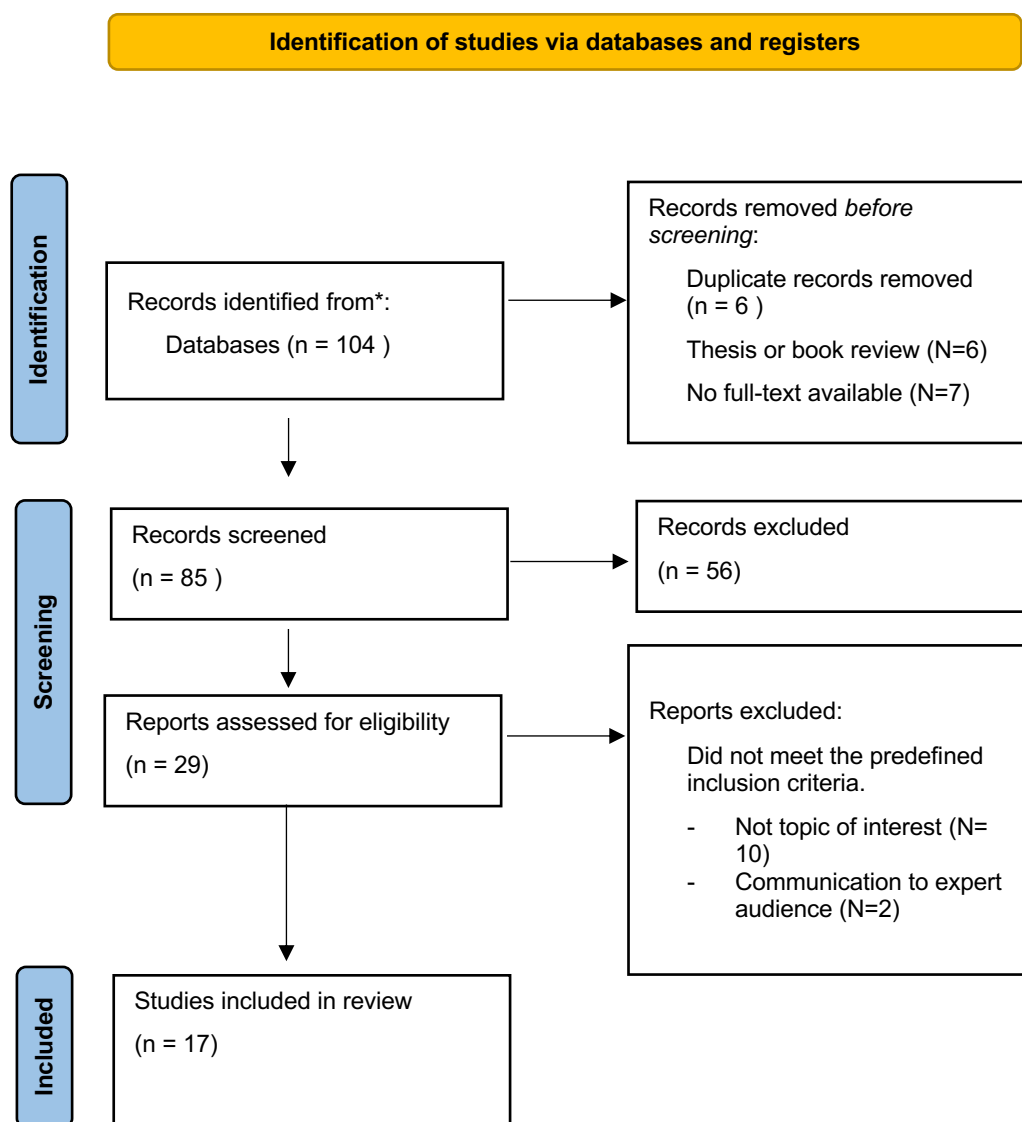 Identification of studies via databases and registers
Identification
Records identified from*:
Databases (n = 104 )
Records removed before
screening:
Duplicate records removed
(n = 6 )
Thesis or book review (N=6)
No full-text available (N=7)
Screening
Records screened
(n = 85 )
Records excluded
(n = 56)
Reports assessed for eligibility
(n = 29)
Reports excluded:
Did not meet the predefined
inclusion criteria.
- Not topic of interest (N=
10)
- Communication to expert
audience (N=2)
Included
Studies included in review
(n = 17)